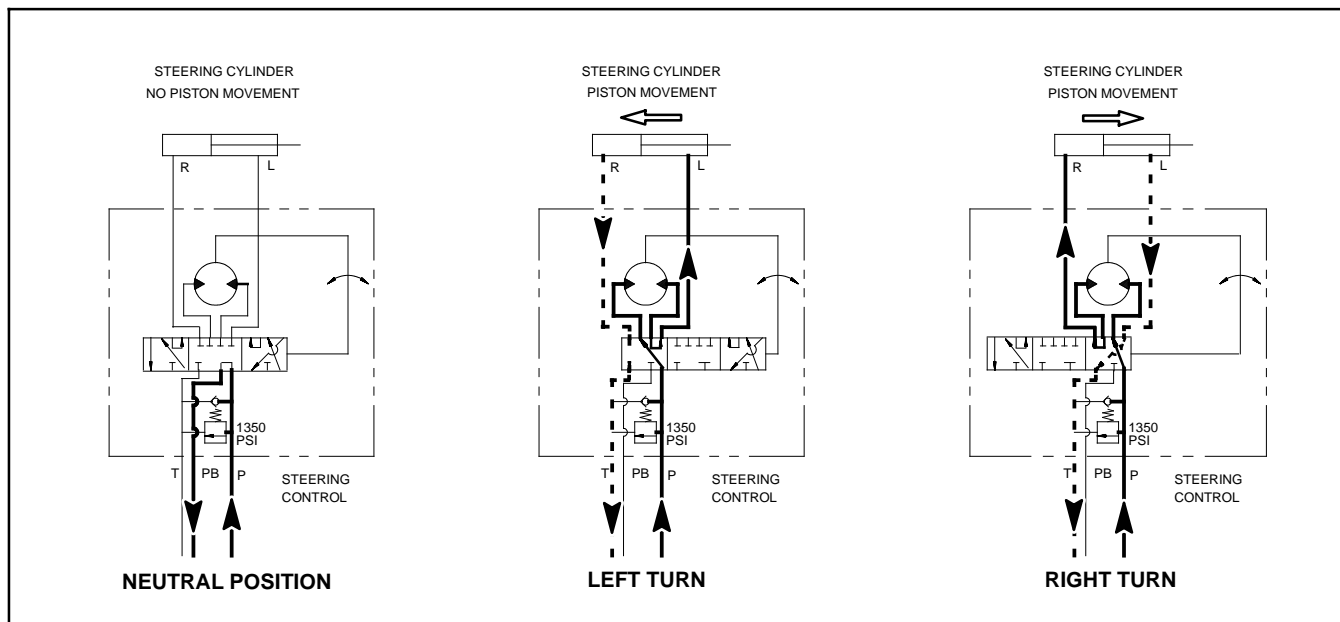 STEERING CYLINDER
NO PISTON MOVEMENT
R
L
1350
PSI
T
PB
P
STEERING
CONTROL
NEUTRAL POSITION
STEERING CYLINDER
PISTON MOVEMENT
R
L
1350
PSI
T
PB
P
STEERING
CONTROL
LEFT TURN
STEERING CYLINDER
PISTON MOVEMENT
R
L
1350
PSI
T
PB
P
STEERING
CONTROL
RIGHT TURN